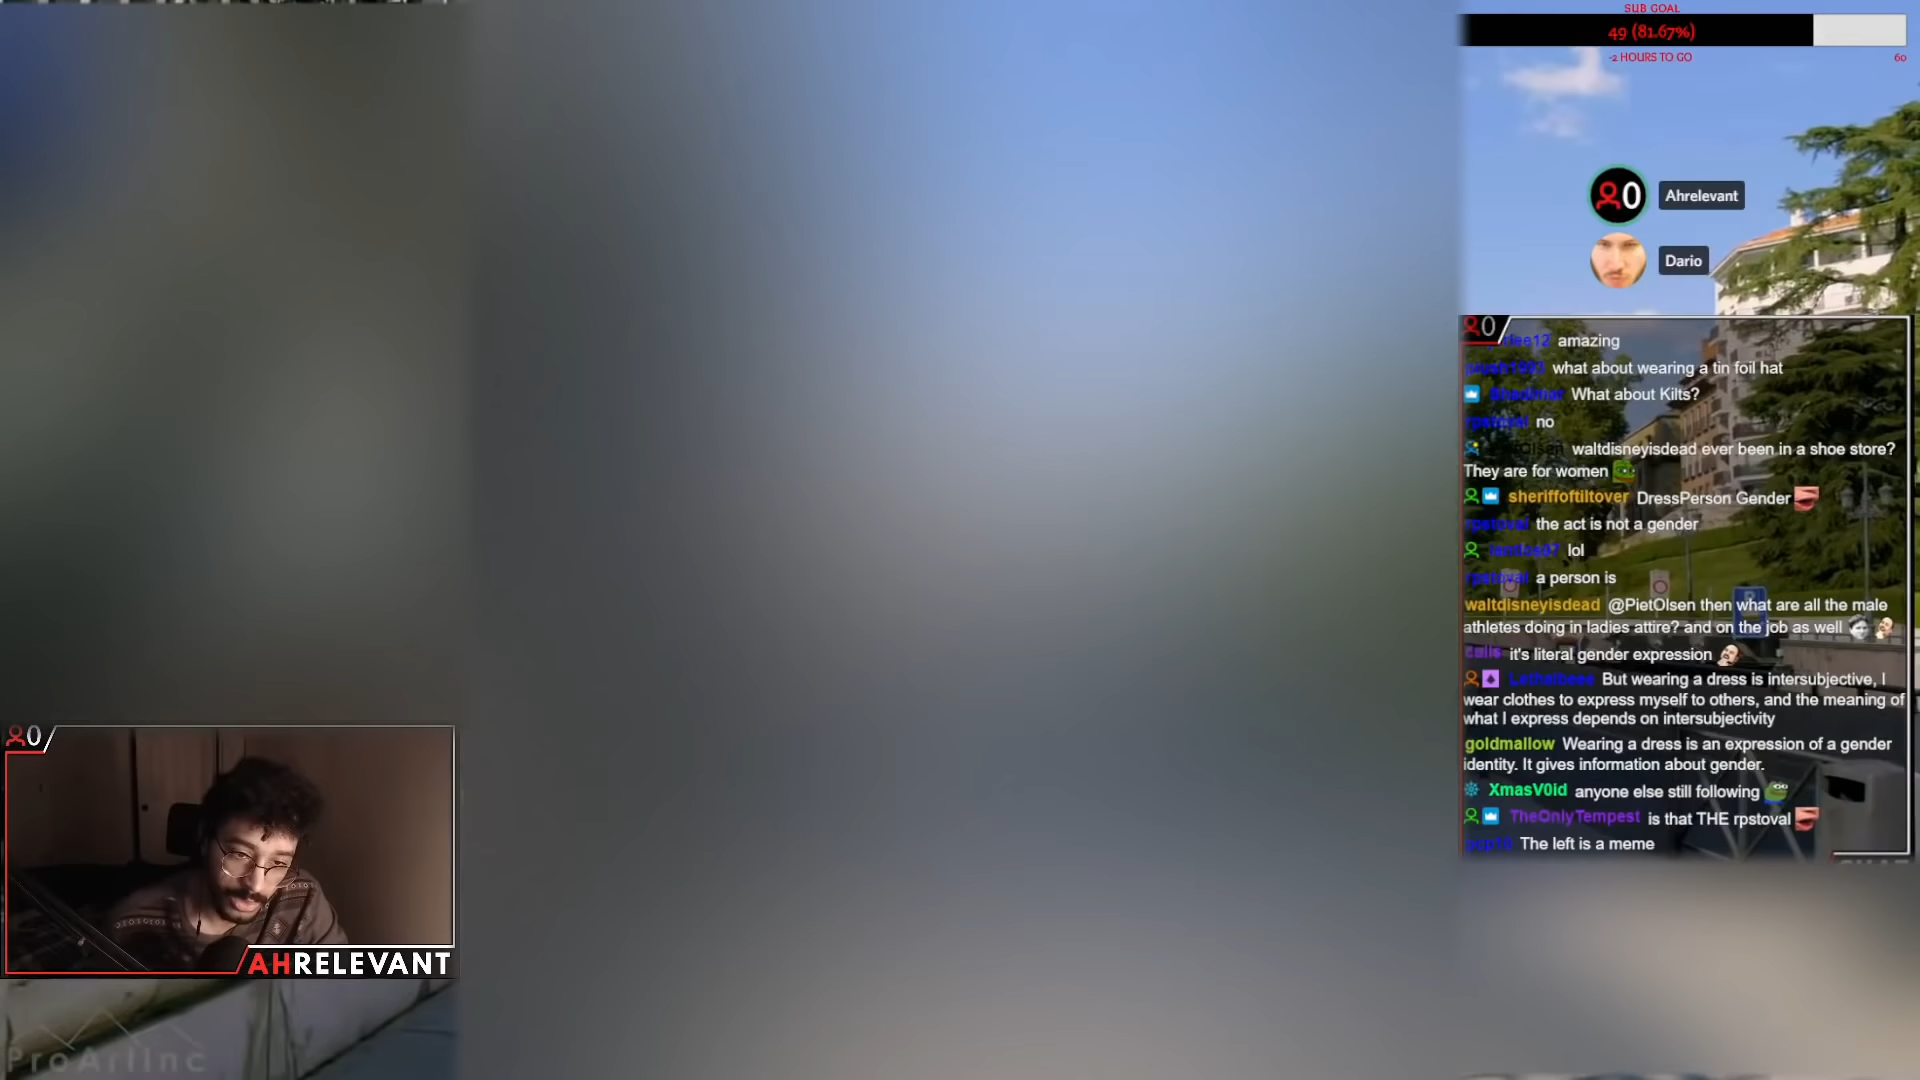 SUB GOAL
49 (81.67%)
-2 HOURS TO GO
60
0
Ahrelevant
Dario
0
amazing
what about wearing a tin foil hat
What about Kilts?
rpstoval no
waltdisneyisdead ever been in a shoe store?
They are for women
sheriffoftiltover DressPerson Gender
rpstoval the act is not a gender
lol
rpstoval a person is
waltdisneyisdead @PietOlsen then what are all the male
athletes doing in ladies attire? and on the job as well
it's literal gender expression
But wearing a dress is intersubjective, I
wear clothes to express myself to others, and the meaning of
what I express depends on intersubjectivity
goldmallow Wearing a dress is an expression of a gender
identity. It gives information about gender.
XmasV0id anyone else still following
TheOnlyTempest is that THE rpstoval
The left is a meme
0
AHRELEVANT
ProArIInc